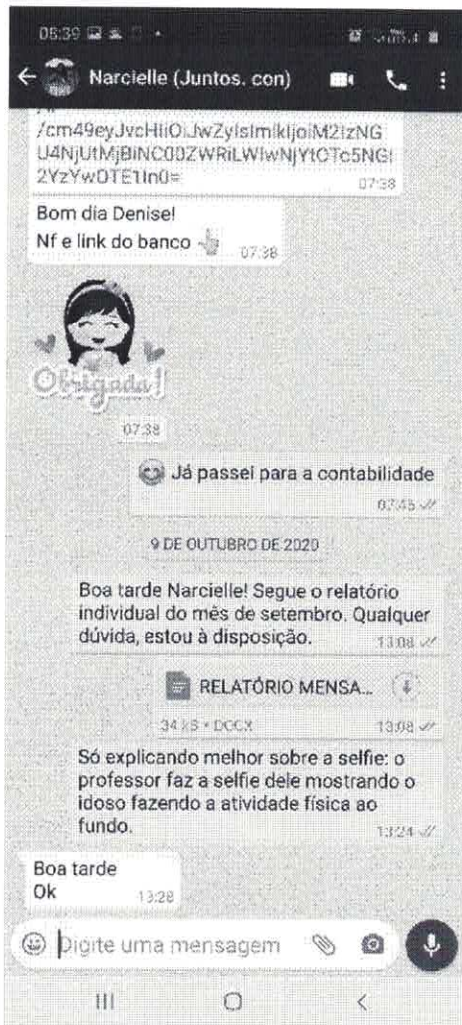 08:39
Narcielle (Juntos. con)
07:38
Bom dia Denise!
Nf e link do banco
07:38
Obrigada!
07:38
Já passei para a contabilidade
07:45
9 DE OUTUBRO DE 2020
Boa tarde Narcielle! Segue o relatório
individual do mês de setembro. Qualquer
dúvida, estou à disposição.
13:08
RELATÓRIO MENSA...
34 kB • DOCX
13:08
Só explicando melhor sobre a selfie: o
professor faz a selfie dele mostrando o
idoso fazendo a atividade física ao
fundo.
13:24
Boa tarde
Ok
13:28
Digite uma mensagem